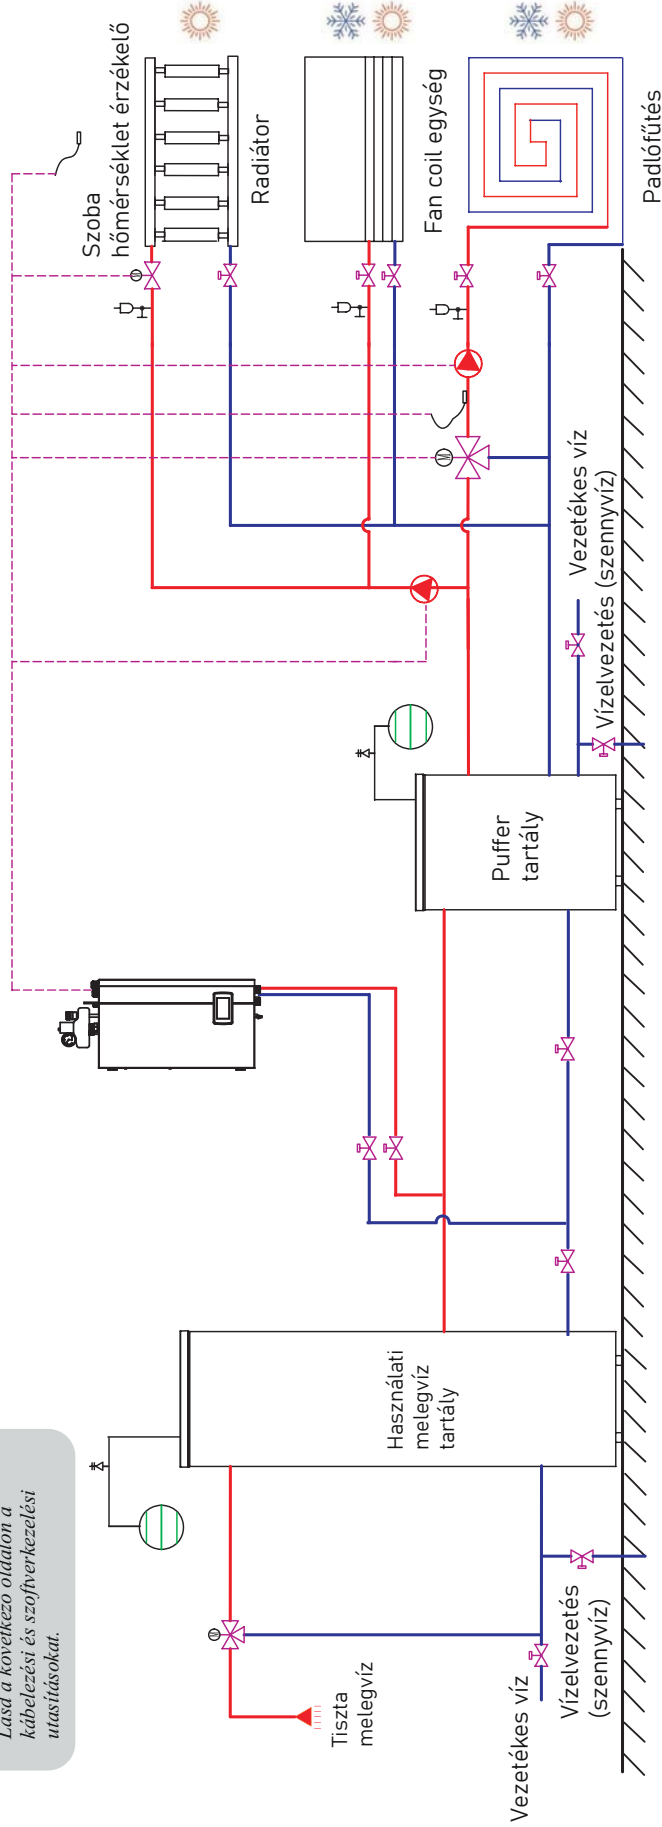 Lásd a következo oldalon a
kábelezési és szoftverkezelési
utasításokat.
Tiszta
melegvíz
Vezetékes víz
Vízelvezetés
(szennyvíz)
Használati
melegvíz
tartály
Puffer
tartály
Vezetékes víz
Vízelvezetés (szennyvíz)
Szoba
hőmérséklet érzékelő
Radiátor
Fan coil egység
Padlófűtés